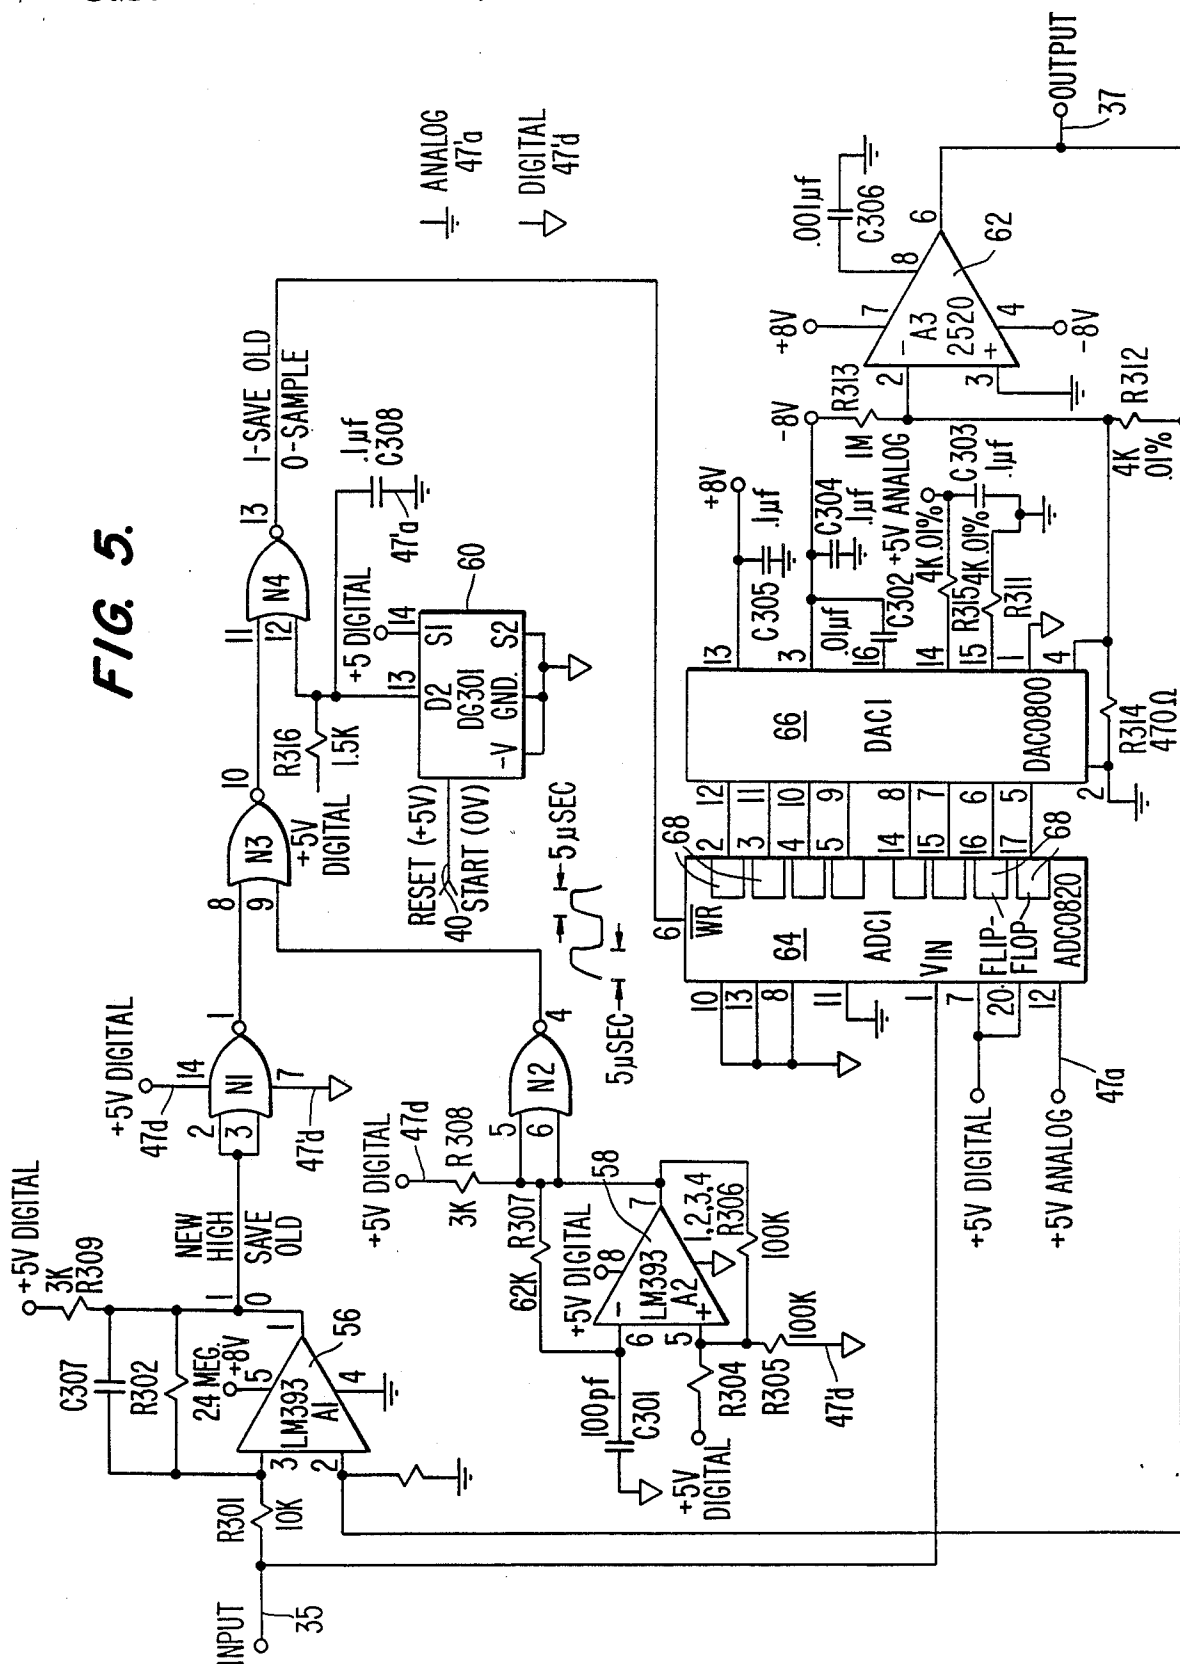 FIG. 5.
+5V DIGITAL
3K
R309
C307
R302
2.4 MEG.
+8V
5
1
LM393
A1
56
3
2
4
R301
10K
INPUT
35
1
0
NEW
HIGH
SAVE
OLD
+5V DIGITAL
47d
14
2
3
N1
1
7
47'd
8
9
N3
10
+5V
DIGITAL
R316
1.5K
11
12
N4
13
1-SAVE OLD
0-SAMPLE
.1µf
C308
47'a
+5 DIGITAL
14
13
D2
S1
DG301
-V
GND.
S2
60
RESET (+5V)
START (0V)
40
ANALOG
47'a
DIGITAL
47'd
+5V DIGITAL
47d
3K
R308
5
6
N2
4
5µSEC
5µSEC
R307
62K
+5V DIGITAL
8
58
7
LM393
A2
-
+
6
5
1,2,3,4
R306
100K
100pf
C301
+5V
DIGITAL
R304
R305
100K
47'd
6
WR
10
13
8
11
1
7
20.
12
64
ADC1
VIN
FLIP-
FLOP
ADC0820
68
68
2
3
4
5
14
15
16
17
+5V DIGITAL
+5V ANALOG
47a
12
11
10
9
8
7
6
5
2
66
DAC1
DAC0800
13
3
16
14
15
1
4
+8V
.1µf
C305
-8V
C304
.1µf
.01µf
C302
+5V ANALOG
4K .01%
R315
4K .01%
R311
C303
.1µf
R314
470Ω
R313
1M
R312
4K
.01%
+8V
-8V
7
8
2
3
4
6
-
A3
2520
+
62
.001µf
C306
OUTPUT
37